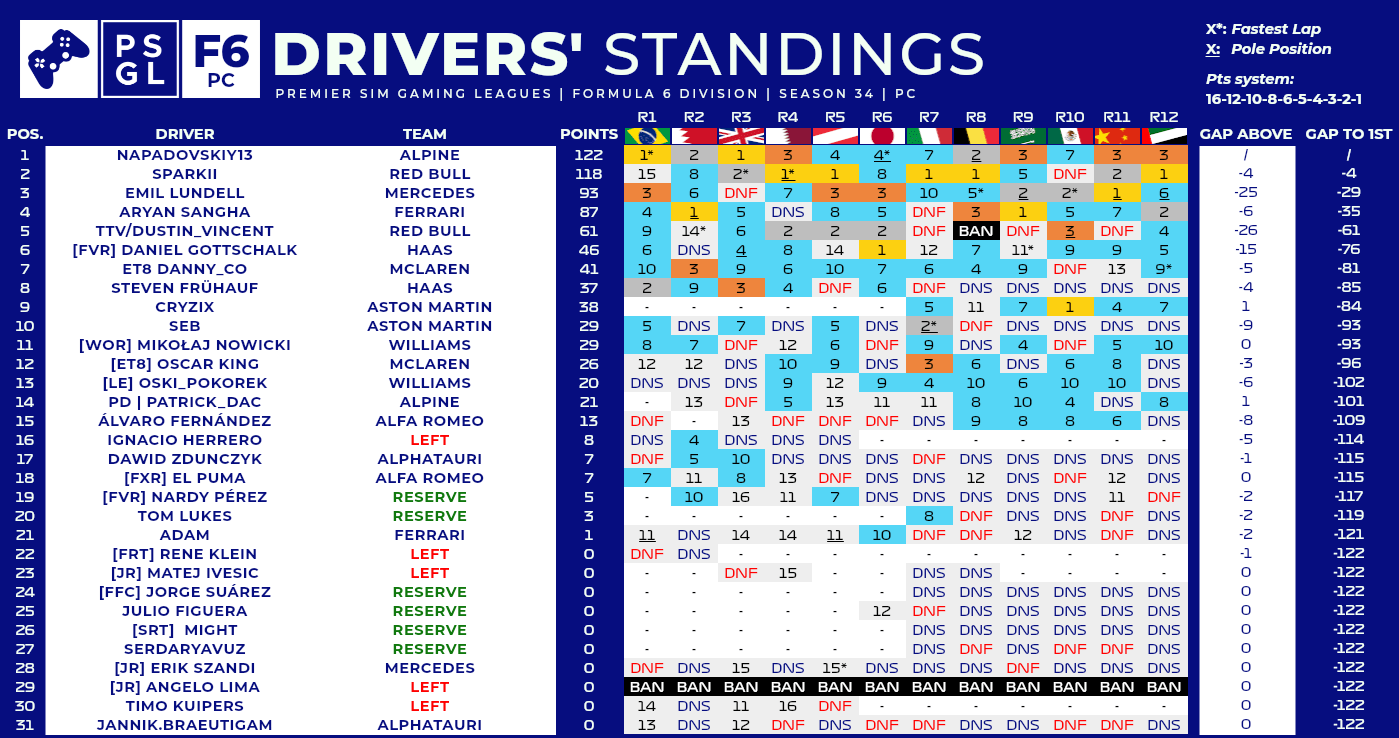 PS
GL
F6
PC
DRIVERS' STANDINGS
PREMIER SIM GAMING LEAGUES | FORMULA 6 DIVISION | SEASON 34 | PC
X*: Fastest Lap
X: Pole Position
Pts system:
16-12-10-8-6-5-4-3-2-1
R1 R2 R3 R4 R5 R6 R7 R8 R9 R10 R11 R12
POS. DRIVER TEAM POINTS GAP ABOVE GAP TO 1ST
1 NAPADOVSKIY13 ALPINE 122 1* 2 1 3 4 4* 7 2 3 7 3 3 / /
2 SPARKII RED BULL 118 15 8 2* 1* 1 8 1 1 5 DNF 2 1 -4 -4
3 EMIL LUNDELL MERCEDES 93 3 6 DNF 7 3 3 10 5* 2 2* 1 6 -25 -29
4 ARYAN SANGHA FERRARI 87 4 1 5 DNS 8 5 DNF 3 1 5 7 2 -6 -35
5 TTV/DUSTIN_VINCENT RED BULL 61 9 14* 6 2 2 2 DNF BAN DNF 3 DNF 4 -26 -61
6 [FVR] DANIEL GOTTSCHALK HAAS 46 6 DNS 4 8 14 1 12 7 11* 9 9 5 -15 -76
7 ET8 DANNY_CO MCLAREN 41 10 3 9 6 10 7 6 4 9 DNF 13 9* -5 -81
8 STEVEN FRÜHAUF HAAS 37 2 9 3 4 DNF 6 DNF DNS DNS DNS DNS DNS -4 -85
9 CRYZIX ASTON MARTIN 38 - - - - - - 5 11 7 1 4 7 1 -84
10 SEB ASTON MARTIN 29 5 DNS 7 DNS 5 DNS 2* DNF DNS DNS DNS DNS -9 -93
11 [WOR] MIKOŁAJ NOWICKI WILLIAMS 29 8 7 DNF 12 6 DNF 9 DNS 4 DNF 5 10 0 -93
12 [ET8] OSCAR KING MCLAREN 26 12 12 DNS 10 9 DNS 3 6 DNS 6 8 DNS -3 -96
13 [LE] OSKI_POKOREK WILLIAMS 20 DNS DNS DNS 9 12 9 4 10 6 10 10 DNS -6 -102
14 PD | PATRICK_DAC ALPINE 21 - 13 DNF 5 13 11 11 8 10 4 DNS 8 1 -101
15 ÁLVARO FERNÁNDEZ ALFA ROMEO 13 DNF - 13 DNF DNF DNF DNS 9 8 8 6 DNS -8 -109
16 IGNACIO HERRERO LEFT 8 DNS 4 DNS DNS DNS - - - - - - - -5 -114
17 DAWID ZDUNCZYK ALPHATAURI 7 DNF 5 10 DNS DNS DNS DNF DNS DNS DNS DNS DNS -1 -115
18 [FXR] EL PUMA ALFA ROMEO 7 7 11 8 13 DNF DNS DNS 12 DNS DNF 12 DNS 0 -115
19 [FVR] NARDY PÉREZ RESERVE 5 - 10 16 11 7 DNS DNS DNS DNS DNS 11 DNF -2 -117
20 TOM LUKES RESERVE 3 - - - - - - 8 DNF DNS DNS DNF DNS -2 -119
21 ADAM FERRARI 1 11 DNS 14 14 11 10 DNF DNF 12 DNS DNF DNS -2 -121
22 [FRT] RENE KLEIN LEFT 0 DNF DNS - - - - - - - - - - -1 -122
23 [JR] MATEJ IVESIC LEFT 0 - - DNF 15 - - DNS DNS - - - - 0 -122
24 [FFC] JORGE SUÁREZ RESERVE 0 - - - - - - DNS DNS DNS DNS DNS DNS 0 -122
25 JULIO FIGUERA RESERVE 0 - - - - - 12 DNF DNS DNS DNS DNS DNS 0 -122
26 [SRT] MIGHT RESERVE 0 - - - - - - DNS DNS DNS DNS DNS DNS 0 -122
27 SERDARYAVUZ RESERVE 0 - - - - - - DNS DNF DNS DNF DNF DNS 0 -122
28 [JR] ERIK SZANDI MERCEDES 0 DNF DNS 15 DNS 15* DNS DNS DNS DNF DNS DNS DNS 0 -122
29 [JR] ANGELO LIMA LEFT 0 BAN BAN BAN BAN BAN BAN BAN BAN BAN BAN BAN BAN 0 -122
30 TIMO KUIPERS LEFT 0 14 DNS 11 16 DNF - - - - - - - 0 -122
31 JANNIK.BRAEUTIGAM ALPHATAURI 0 13 DNS 12 DNF DNS DNF DNF DNS DNS DNF DNF DNS 0 -122